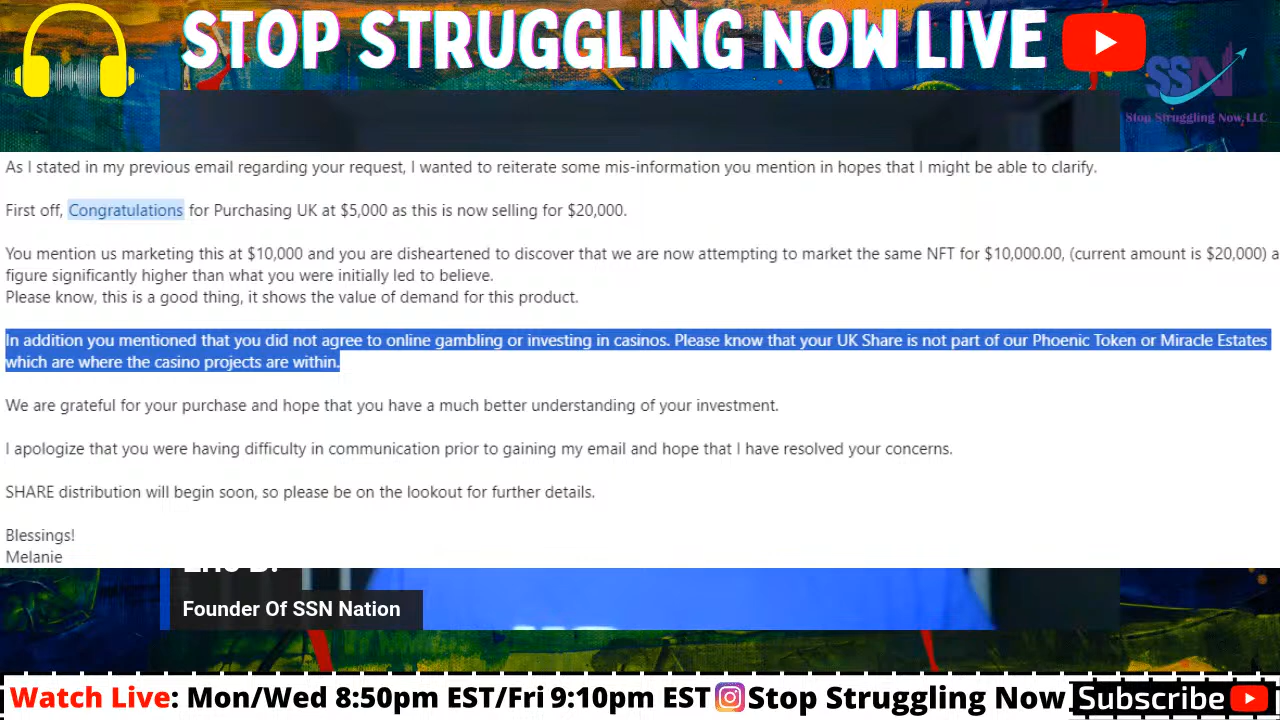 STOP STRUGGLING NOW LIVE
SSN
Stop Struggling Now, LLC
As I stated in my previous email regarding your request, I wanted to reiterate some mis-information you mention in hopes that I might be able to clarify.
First off, Congratulations for Purchasing UK at $5,000 as this is now selling for $20,000.
You mention us marketing this at $10,000 and you are disheartened to discover that we are now attempting to market the same NFT for $10,000.00, (current amount is $20,000) a
figure significantly higher than what you were initially led to believe.
Please know, this is a good thing, it shows the value of demand for this product.
In addition you mentioned that you did not agree to online gambling or investing in casinos. Please know that your UK Share is not part of our Phoenic Token or Miracle Estates
which are where the casino projects are within.
We are grateful for your purchase and hope that you have a much better understanding of your investment.
I apologize that you were having difficulty in communication prior to gaining my email and hope that I have resolved your concerns.
SHARE distribution will begin soon, so please be on the lookout for further details.
Blessings!
Melanie
Founder Of SSN Nation
Watch Live: Mon/Wed 8:50pm EST/Fri 9:10pm EST Stop Struggling Now. Subscribe